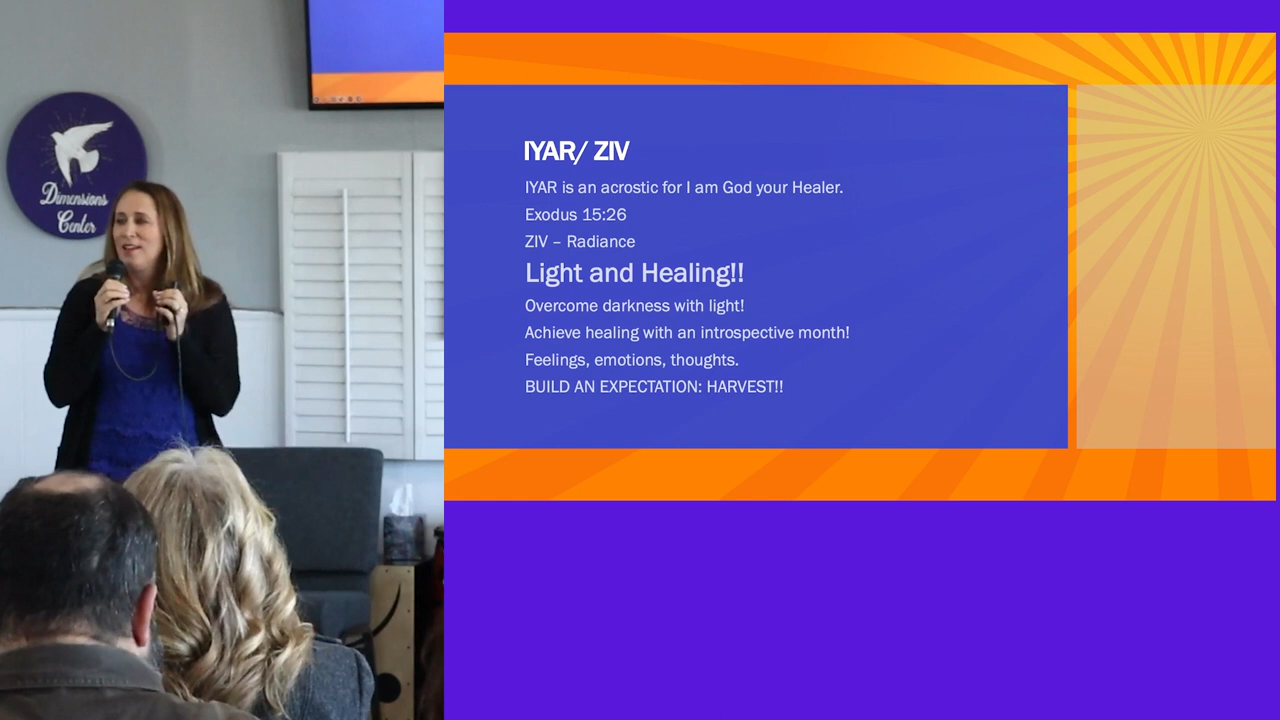 Dimensions
Center
IYAR/ ZIV
IYAR is an acrostic for I am God your Healer.
Exodus 15:26
ZIV – Radiance
Light and Healing!!
Overcome darkness with light!
Achieve healing with an introspective month!
Feelings, emotions, thoughts.
BUILD AN EXPECTATION: HARVEST!!